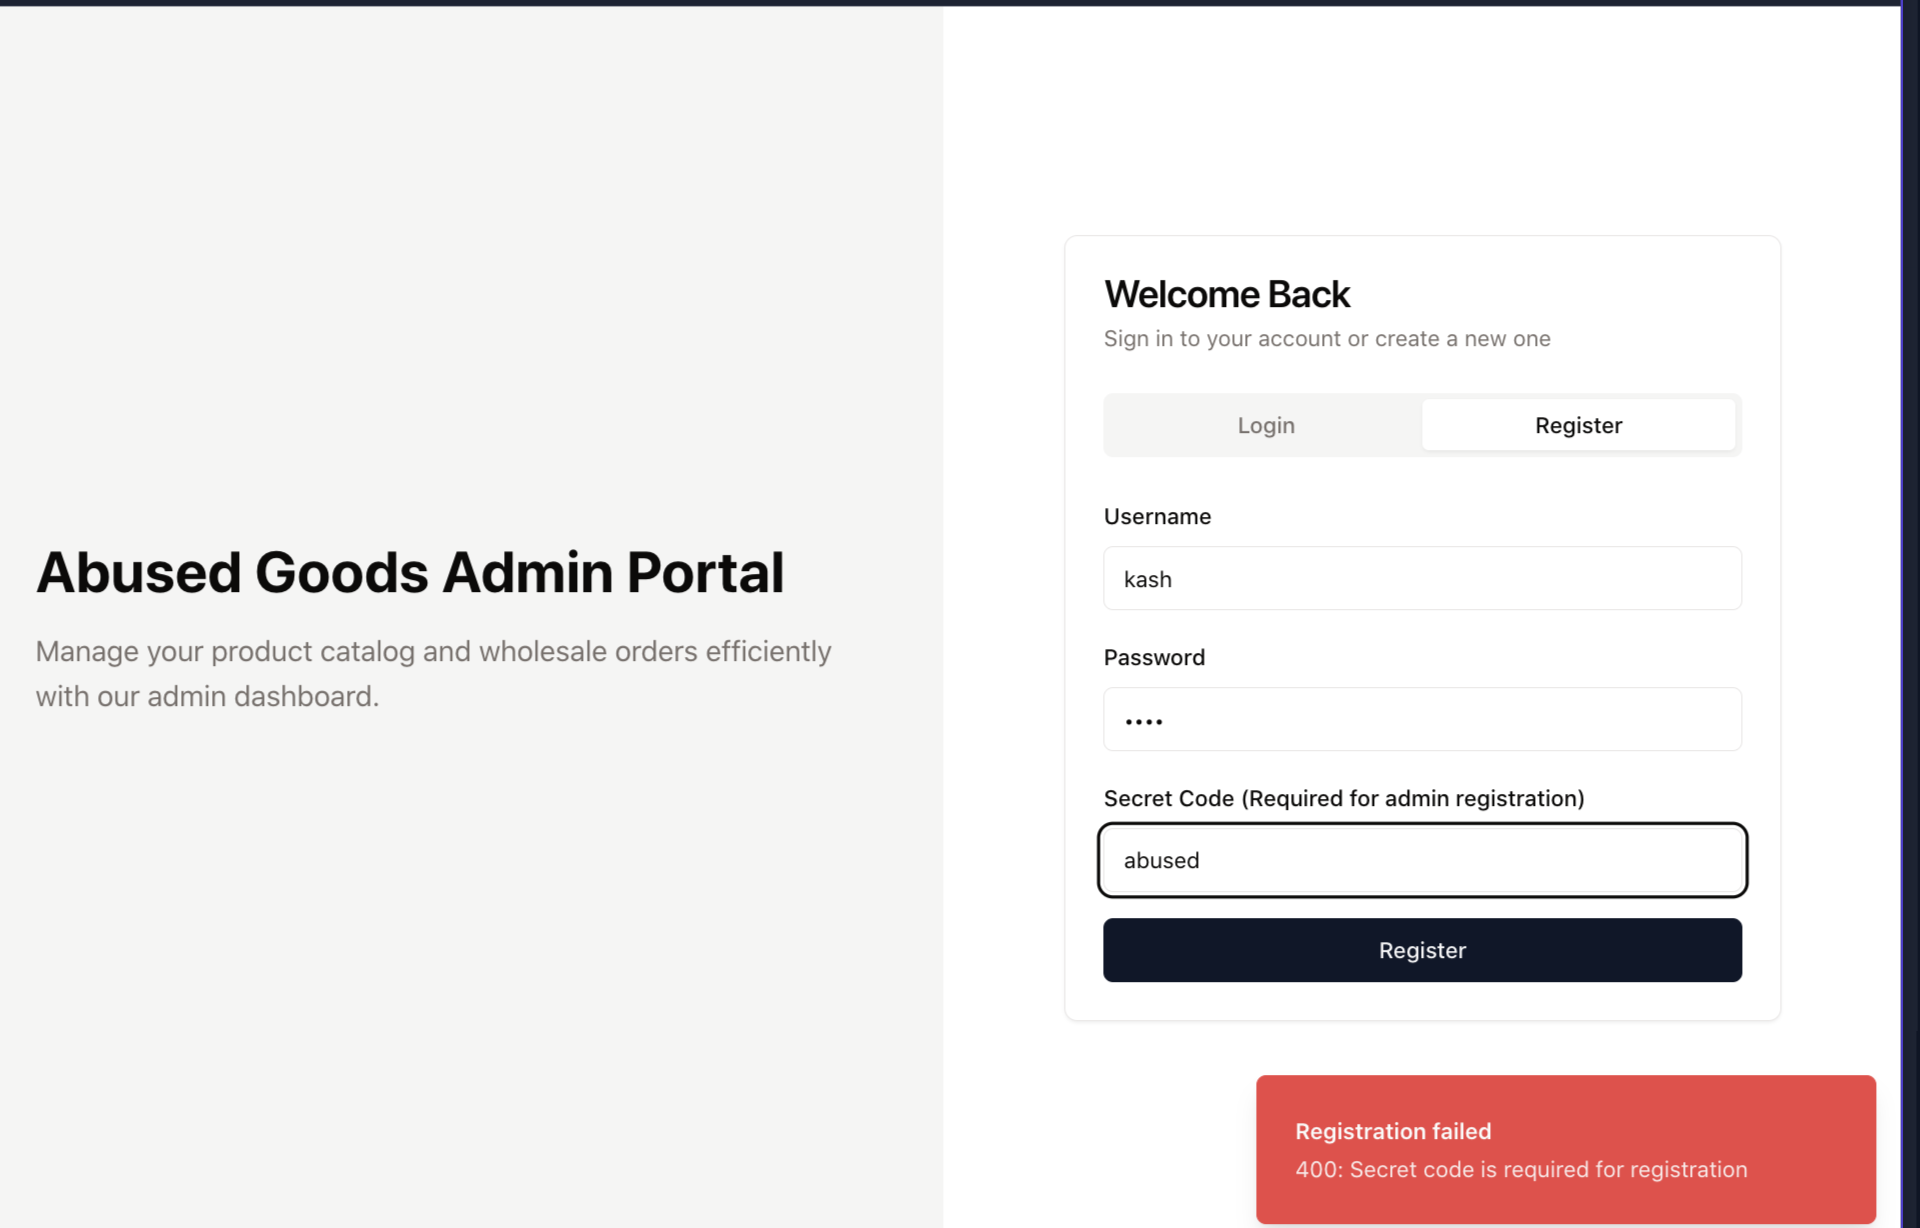 Abused Goods Admin Portal
Manage your product catalog and wholesale orders efficiently
with our admin dashboard.
Welcome Back
Sign in to your account or create a new one
Login
Register
Username
kash
Password
••••
Secret Code (Required for admin registration)
abused
Register
Registration failed
400: Secret code is required for registration